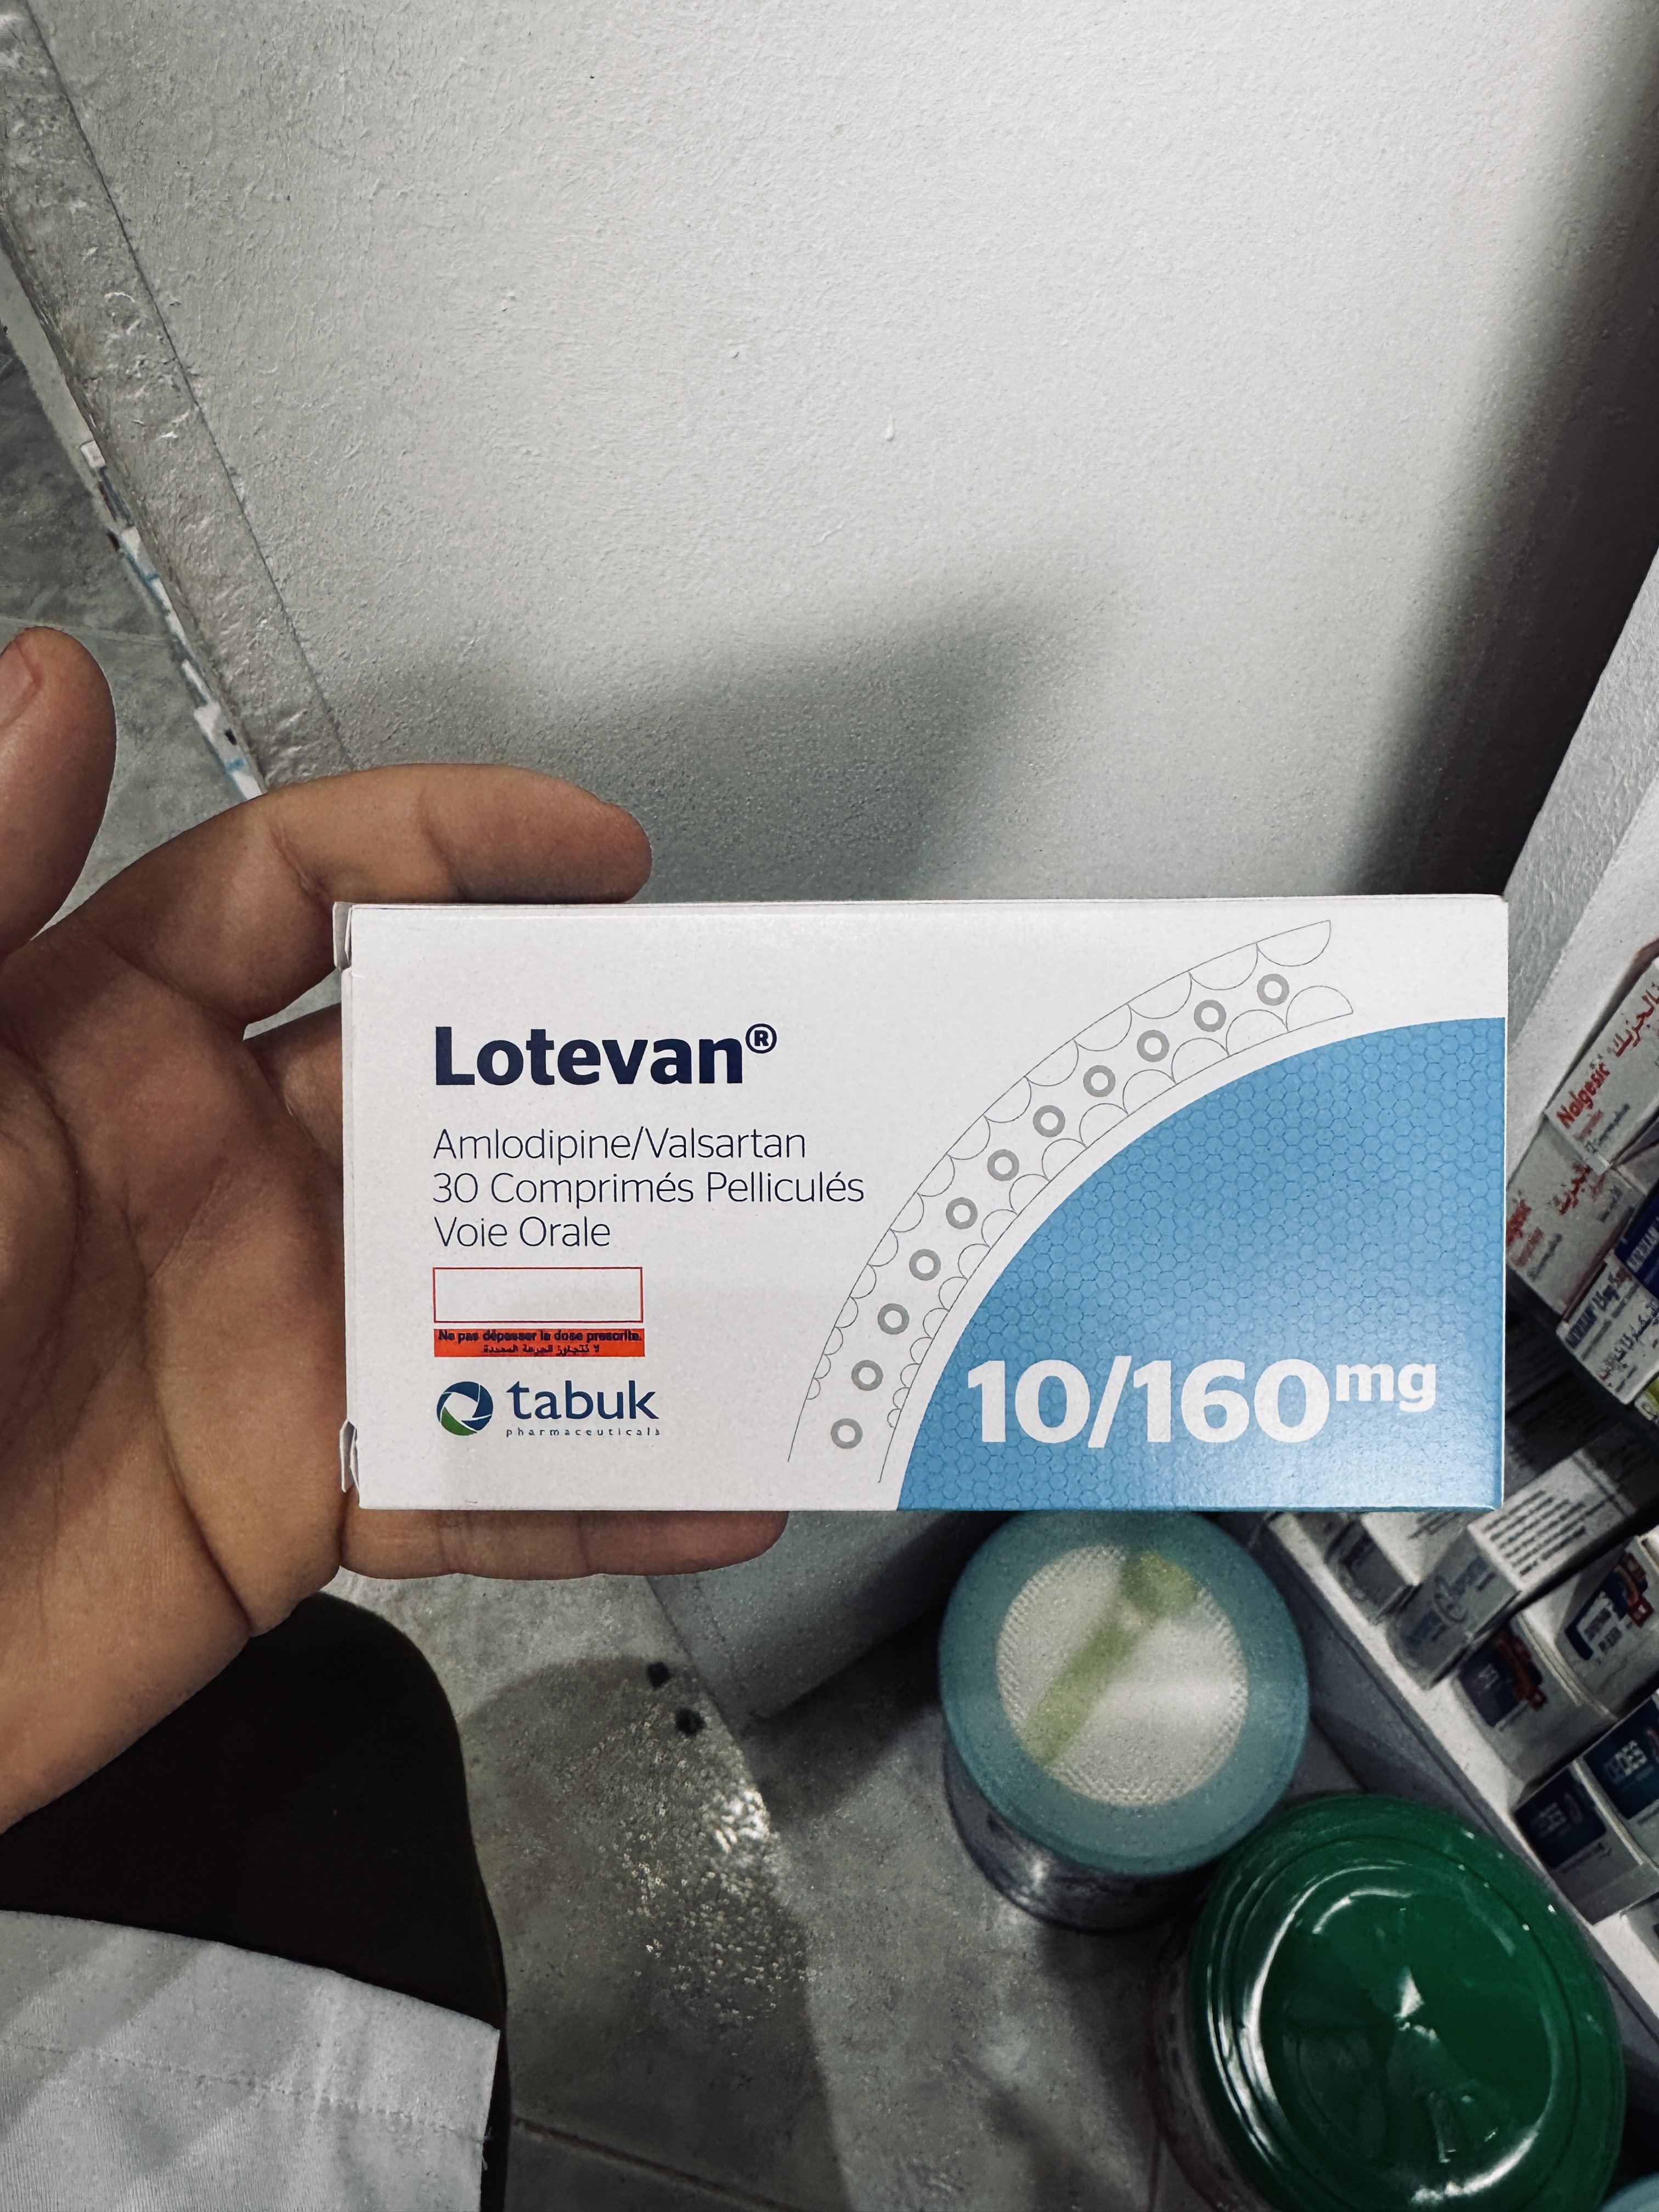 Lotevan®
Amlodipine/Valsartan
30 Comprimés Pelliculés
Voie Orale
Ne pas dépasser la dose prescrite.
لا تتجاوز الجرعة المحددة
tabuk
pharmaceuticals
10/160mg
Nalgesic